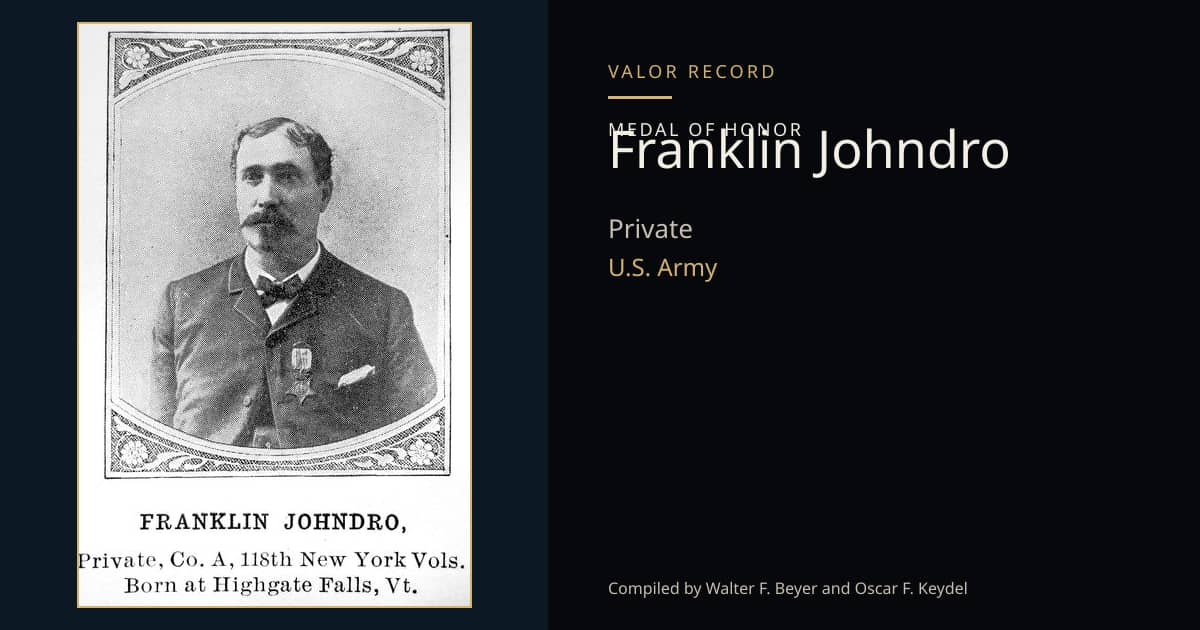 FRANKLIN JOHNDRO,
Private, Co. A, 118th New York Vols.
Born at Highgate Falls, Vt.
VALOR RECORD
MEDAL OF HONOR
Franklin Johndro
Private
U.S. Army
Compiled by Walter F. Beyer and Oscar F. Keydel